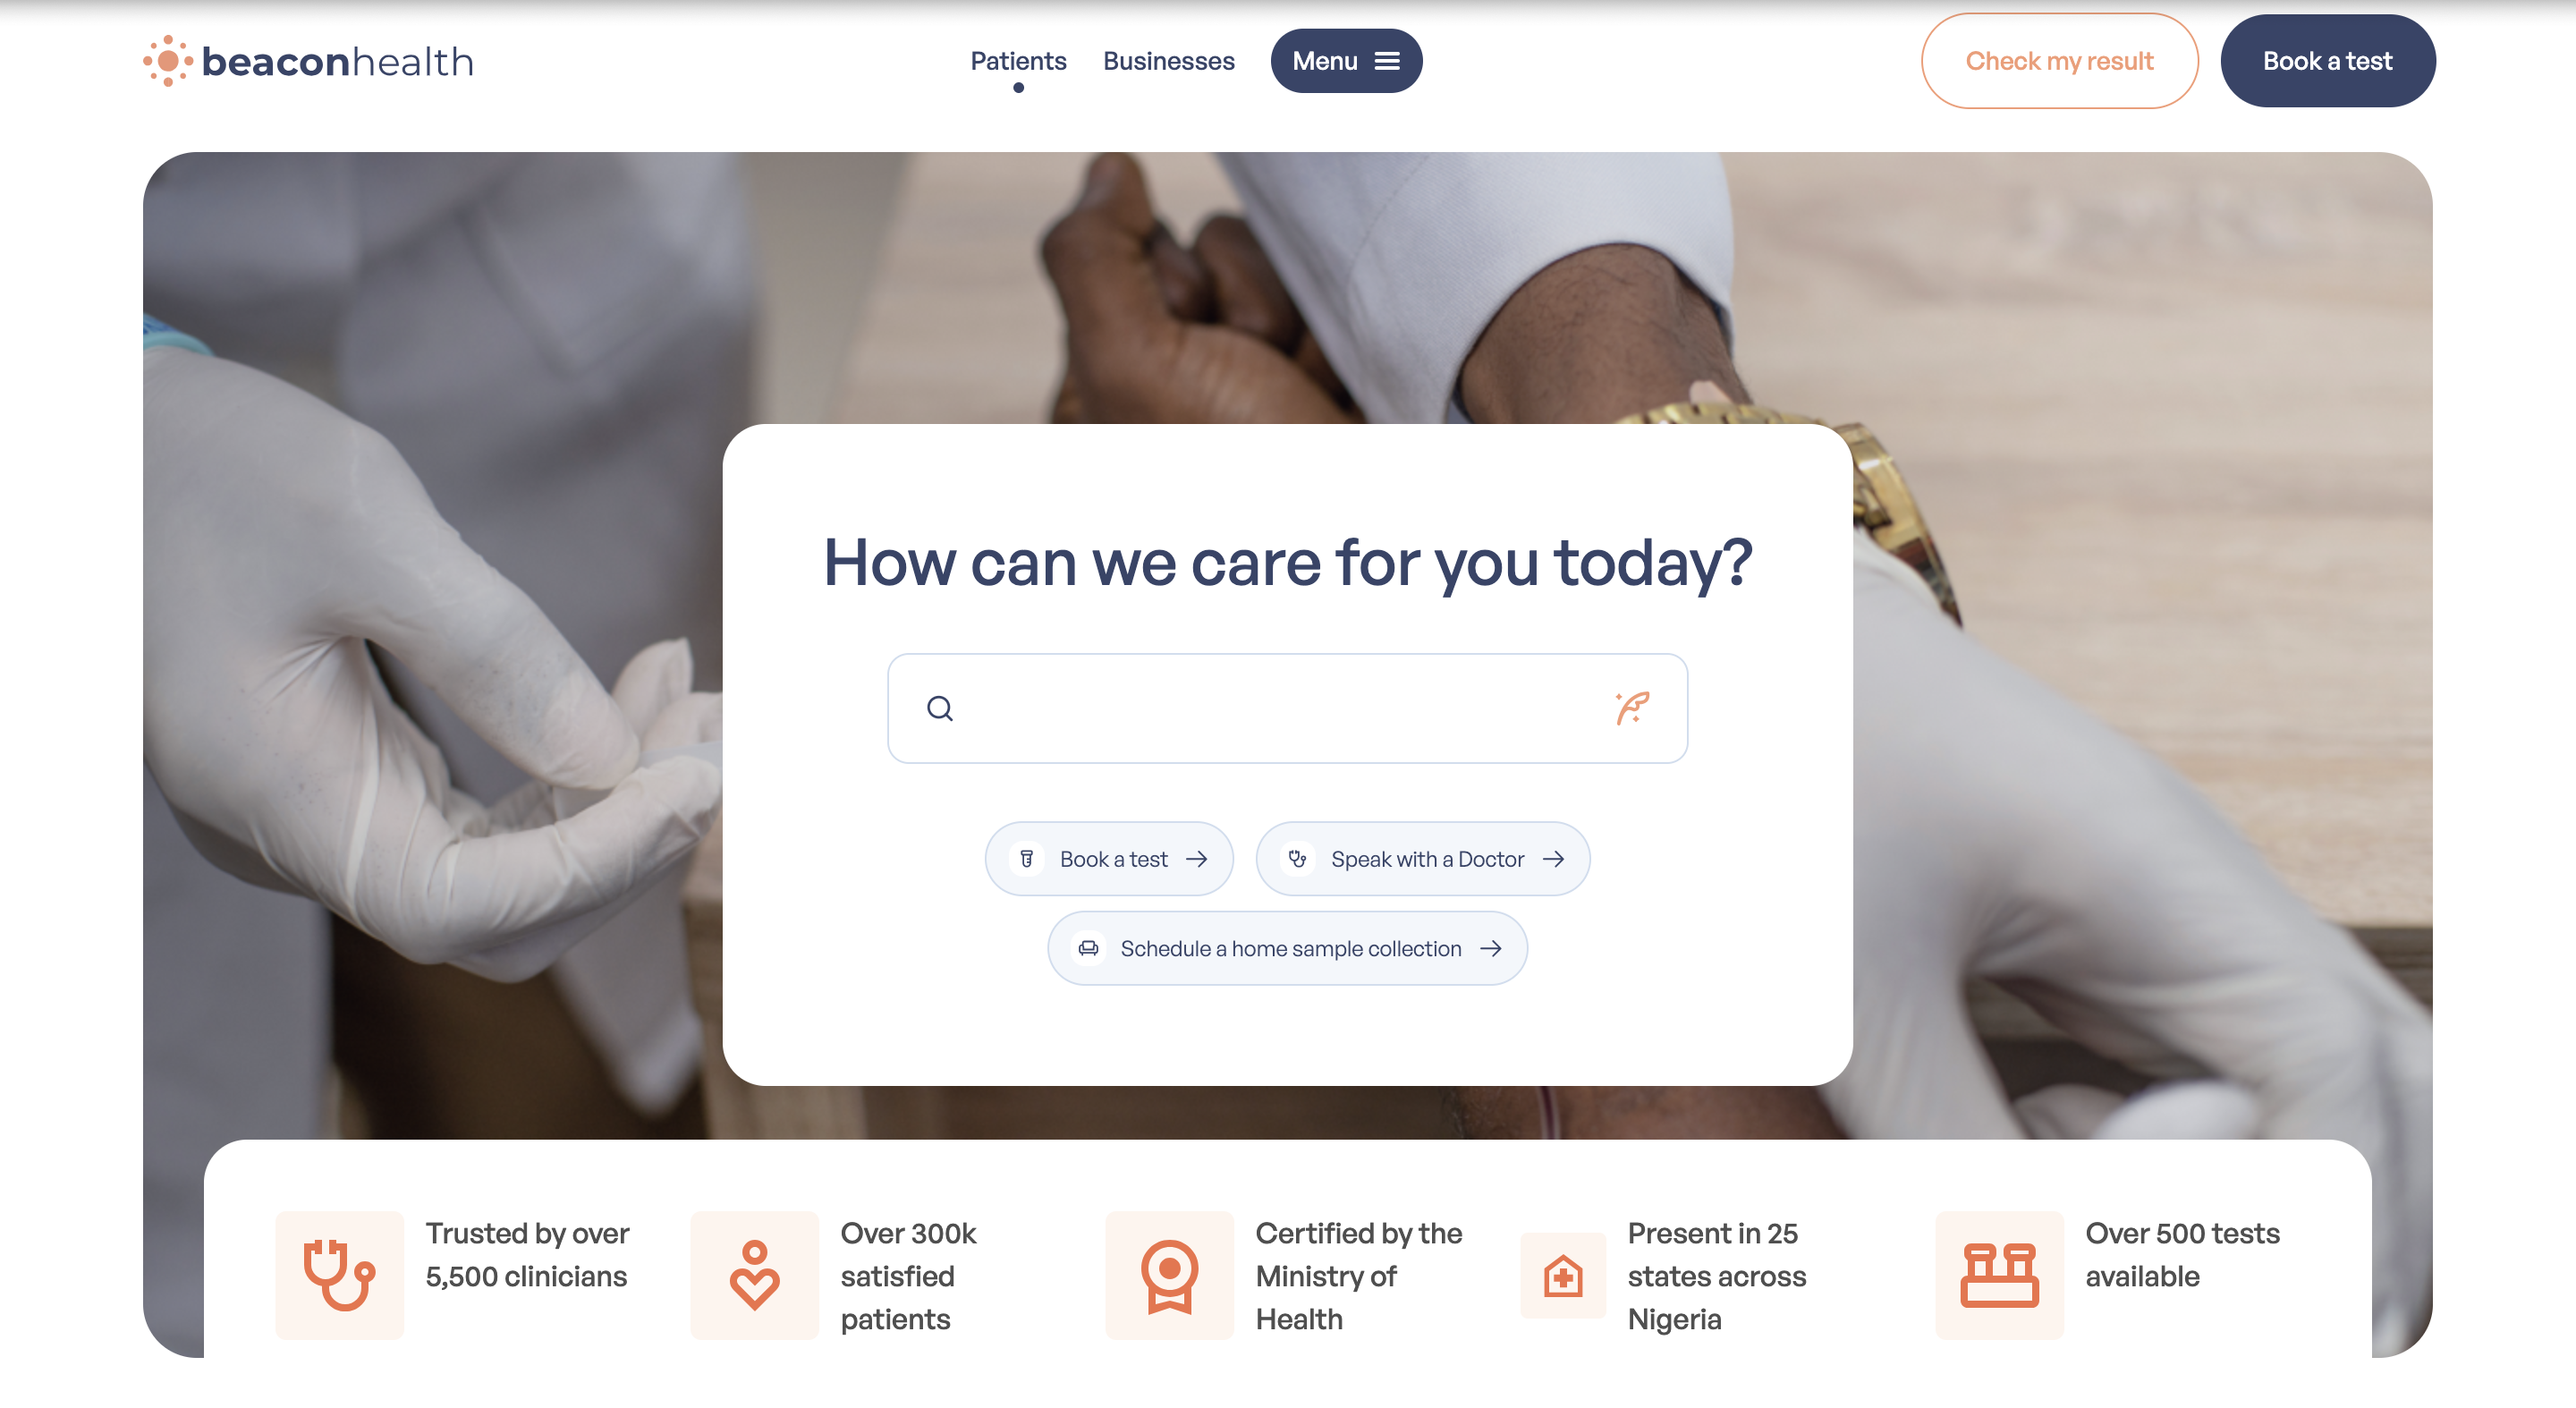 beaconhealth
Patients
Businesses
Menu
Check my result
Book a test
How can we care for you today?
Book a test
Speak with a Doctor
Schedule a home sample collection
Trusted by over
5,500 clinicians
Over 300k
satisfied
patients
Certified by the
Ministry of
Health
Present in 25
states across
Nigeria
Over 500 tests
available